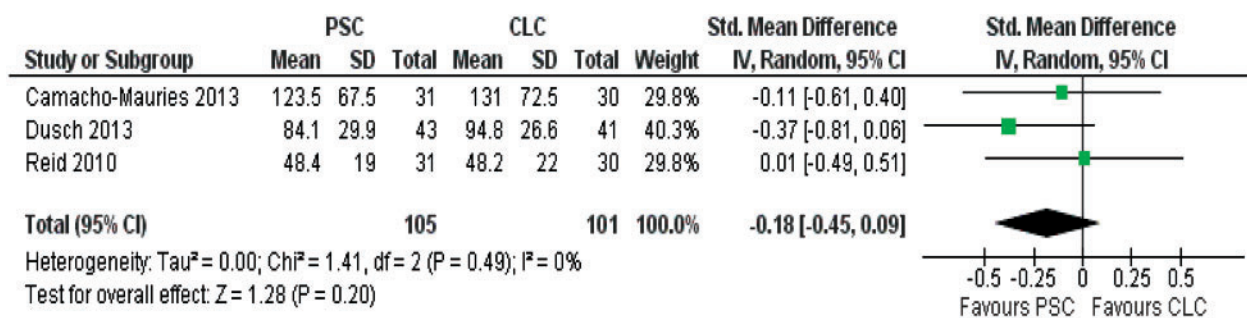 PSC CLC Std. Mean Difference Std. Mean Difference
Study or Subgroup Mean SD Total Mean SD Total Weight IV, Random, 95% CI IV, Random, 95% CI
Camacho-Mauries 2013 123.5 67.5 31 131 72.5 30 29.8% -0.11 [-0.61, 0.40]
Dusch 2013 84.1 29.9 43 94.8 26.6 41 40.3% -0.37 [-0.81, 0.06]
Reid 2010 48.4 19 31 48.2 22 30 29.8% 0.01 [-0.49, 0.51]
Total (95% CI) 105 101 100.0% -0.18 [-0.45, 0.09]
Heterogeneity: Tau² = 0.00; Chi² = 1.41, df = 2 (P = 0.49); I² = 0%
Test for overall effect: Z = 1.28 (P = 0.20)
-0.5 -0.25 0 0.25 0.5
Favours PSC Favours CLC